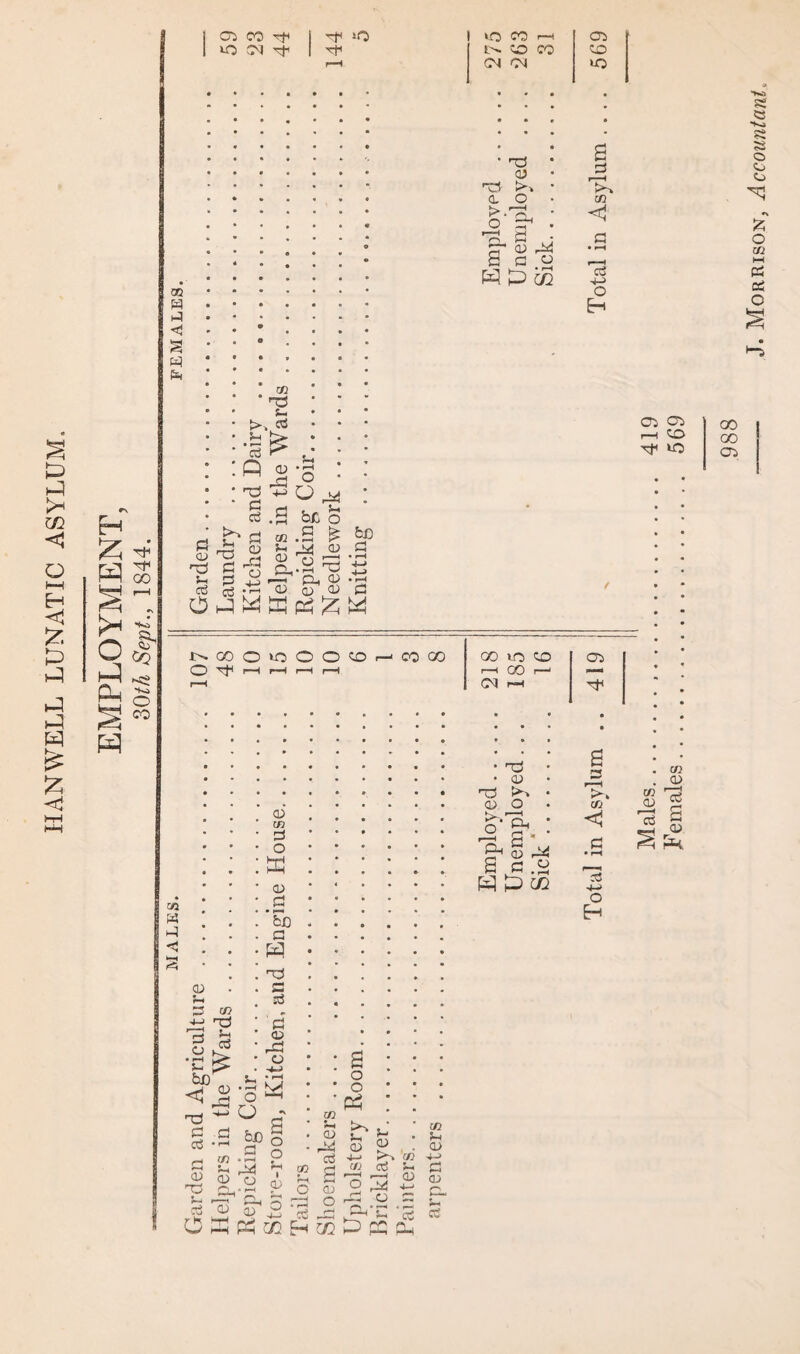 HANWELL LUNATIC ASYLUM.
EMPLOYMENT,
30th Sept., 1844.
MALES.
Garden and Agriculture .......... 107
Helpers in the Wards .......... 48
Repicking Coir .......... 10
Store-room, Kitchen, and Engine House .......... 15
Tailors .......... 10
Shoemakers .......... 10
Upholstery Room .......... 6
Bricklayer .......... 1
Painters .......... 3
arpenters .......... 8
Employed .......... 218
Unemployed .......... 185
Sick .......... 16
Total in Asylum .. 419
FEMALES.
Garden .......... —
Laundry .......... 59
Kitchen and Dairy .......... 23
Helpers in the Wards .......... 44
Repicking Coir .......... —
Needlework .......... 144
Knitting .......... 5
Employed .......... 275
Unemployed .......... 263
Sick .......... 31
Total in Asylum .... 569
Males .......... 419
Females .......... 569
988
J. MORRISON, Accountant.